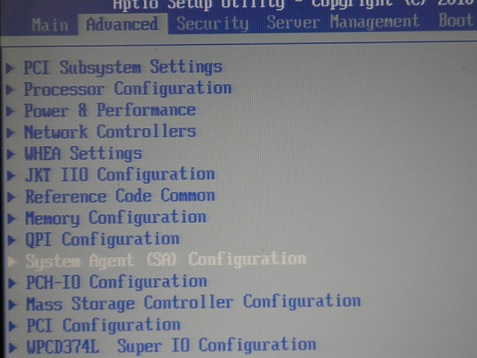 Aptio Setup Utility - Copyright (C) 2010
Main Advanced Security Server Management Boot
PCI Subsystem Settings
Processor Configuration
Power & Performance
Network Controllers
WHEA Settings
JKT IIO Configuration
Reference Code Common
Memory Configuration
QPI Configuration
System Agent (SA) Configuration
PCH-IO Configuration
Mass Storage Controller Configuration
PCI Configuration
WPCD374L Super IO Configuration